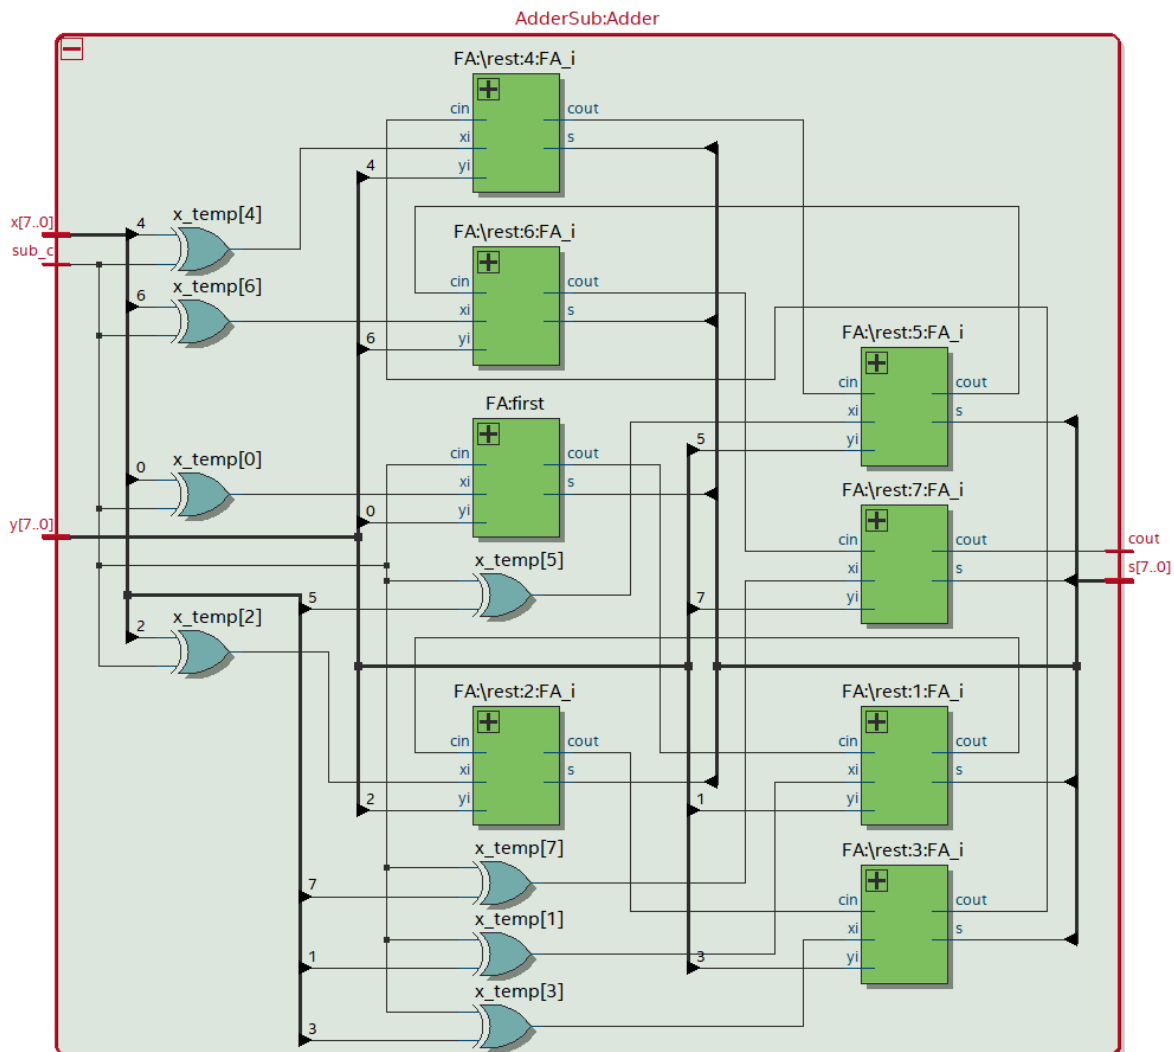 AdderSub:Adder
FA:\rest:4:FA_i
cin
cout
xi
s
yi
4
x[7..0]
4
x_temp[4]
sub_c
FA:\rest:6:FA_i
cin
cout
xi
s
yi
6
x_temp[6]
6
FA:\rest:5:FA_i
cin
cout
xi
s
yi
5
FA:first
cin
cout
xi
s
yi
0
x_temp[0]
0
y[7..0]
FA:\rest:7:FA_i
cin
cout
xi
s
yi
7
cout
s[7..0]
x_temp[5]
5
x_temp[2]
2
FA:\rest:2:FA_i
cin
cout
xi
s
yi
2
FA:\rest:1:FA_i
cin
cout
xi
s
yi
1
x_temp[7]
7
FA:\rest:3:FA_i
cin
cout
xi
s
yi
3
x_temp[1]
1
x_temp[3]
3